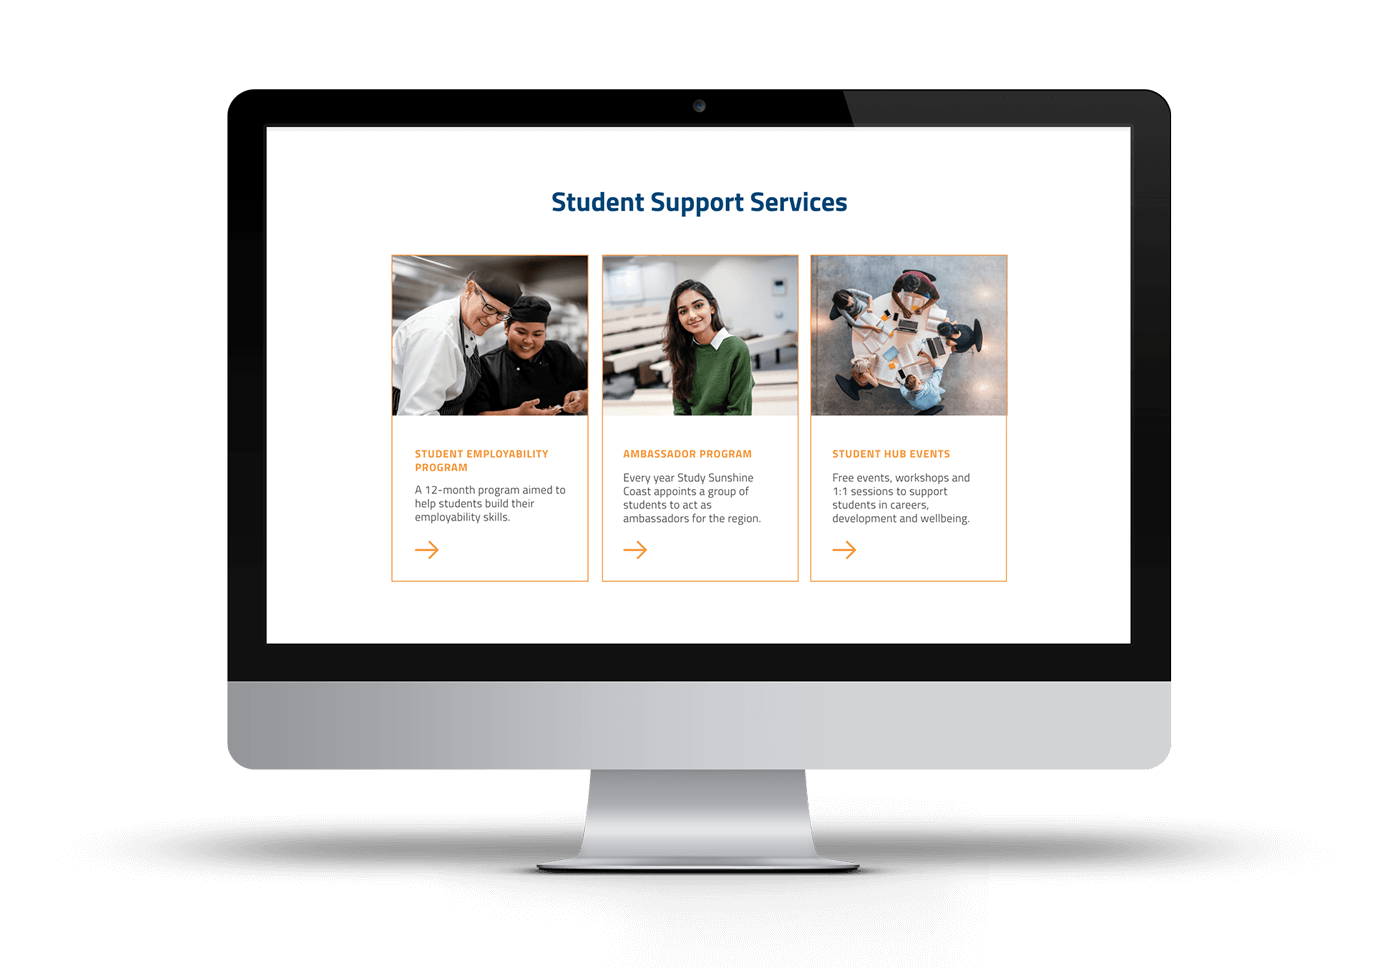 Student Support Services
STUDENT EMPLOYABILITY
PROGRAM
A 12-month program aimed to
help students build their
employability skills.
AMBASSADOR PROGRAM
Every year Study Sunshine
Coast appoints a group of
students to act as
ambassadors for the region.
STUDENT HUB EVENTS
Free events, workshops and
1:1 sessions to support
students in careers,
development and wellbeing.